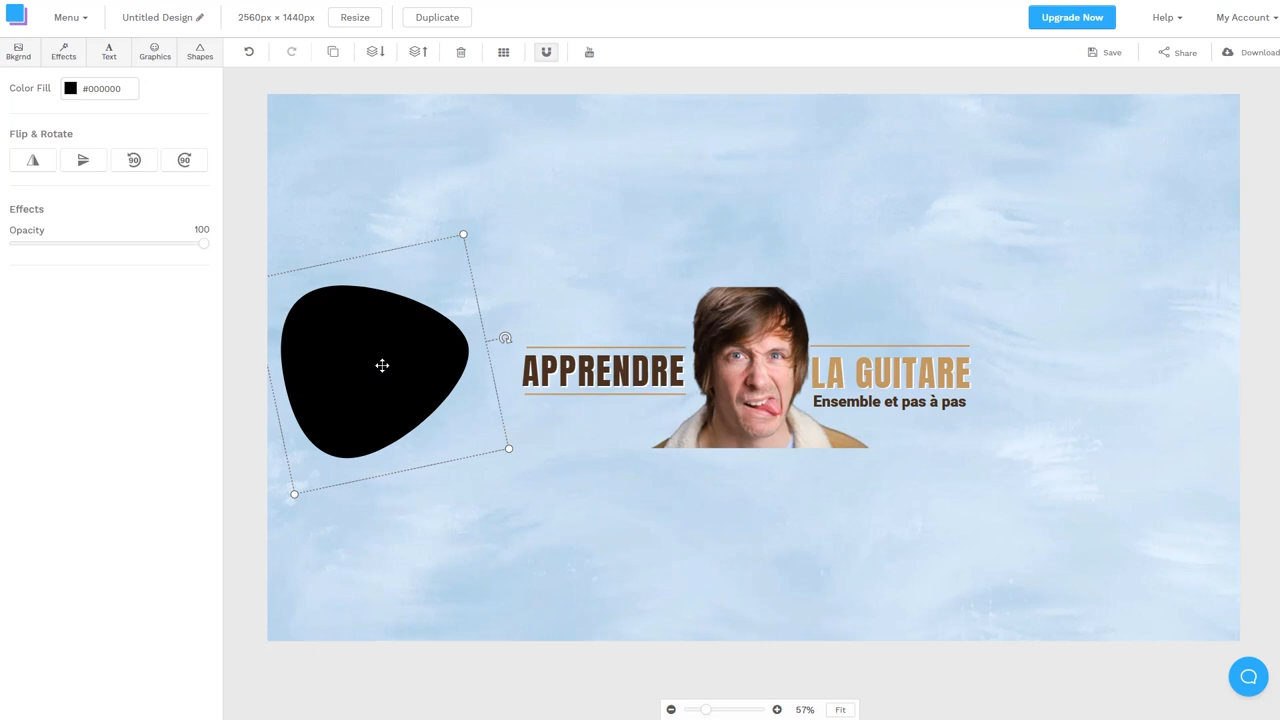 Menu
Untitled Design
2560px × 1440px
Resize
Duplicate
Upgrade Now
Help
My Account
Bkgrnd
Effects
Text
Graphics
Shapes
Save
Share
Download
Color Fill
#000000
Flip & Rotate
90
90
Effects
Opacity
100
APPRENDRE
LA GUITARE
Ensemble et pas à pas
57%
Fit